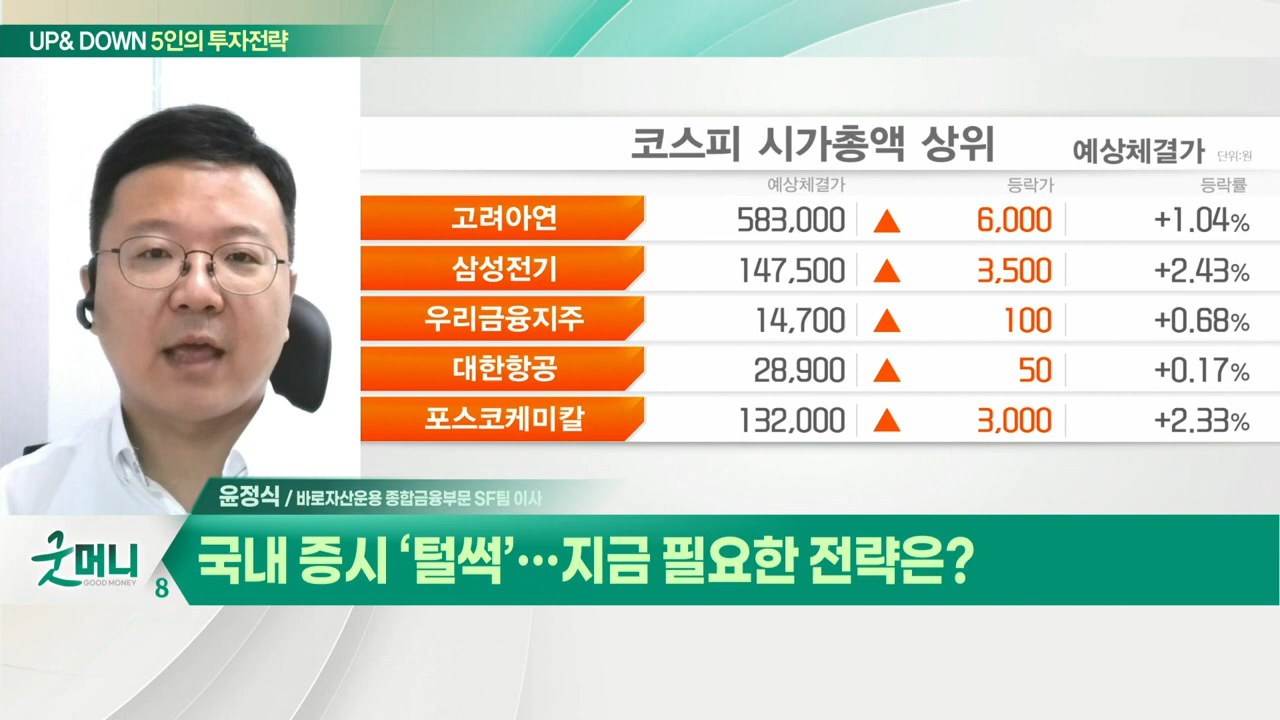 UP& DOWN 5인의 투자전략
코스피 시가총액 상위 예상체결가 단위:원
예상체결가 등락가 등락률
고려아연 583,000 ▲ 6,000 +1.04%
삼성전기 147,500 ▲ 3,500 +2.43%
우리금융지주 14,700 ▲ 100 +0.68%
대한항공 28,900 ▲ 50 +0.17%
포스코케미칼 132,000 ▲ 3,000 +2.33%
윤정식 / 바로자산운용 종합금융부문 SF팀 이사
굿머니
GOOD MONEY
8
국내 증시 ‘털썩’…지금 필요한 전략은?